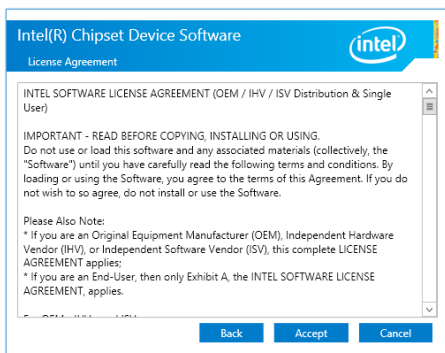 Intel(R) Chipset Device Software
intel
License Agreement
INTEL SOFTWARE LICENSE AGREEMENT (OEM / IHV / ISV Distribution & Single
User)
IMPORTANT - READ BEFORE COPYING, INSTALLING OR USING.
Do not use or load this software and any associated materials (collectively, the
"Software") until you have carefully read the following terms and conditions. By
loading or using the Software, you agree to the terms of this Agreement. If you do
not wish to so agree, do not install or use the Software.
Please Also Note:
* If you are an Original Equipment Manufacturer (OEM), Independent Hardware
Vendor (IHV), or Independent Software Vendor (ISV), this complete LICENSE
AGREEMENT applies;
* If you are an End-User, then only Exhibit A, the INTEL SOFTWARE LICENSE
AGREEMENT, applies.
Back Accept Cancel